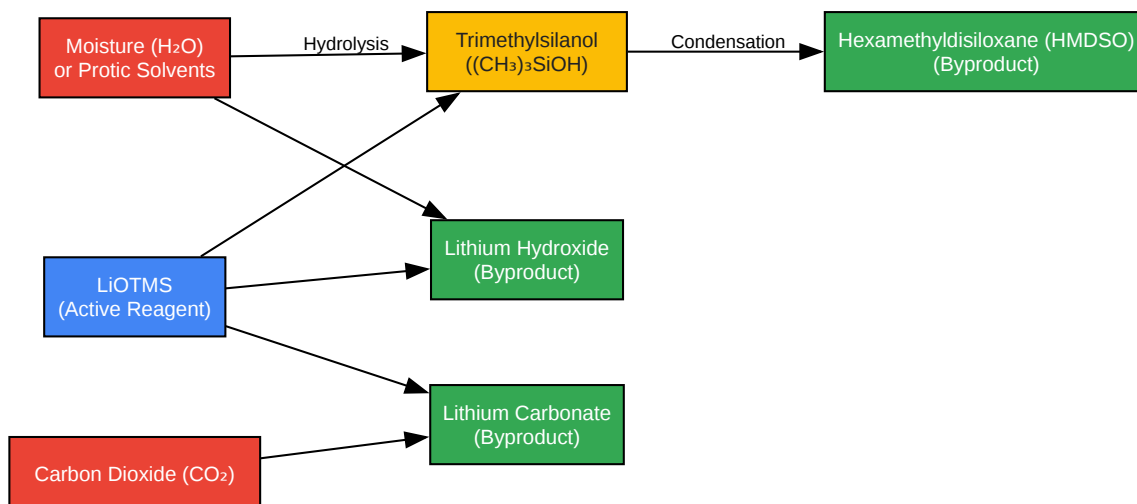 Moisture (H₂O)
or Protic Solvents
Hydrolysis
Trimethylsilanol
((CH₃)₃SiOH)
Condensation
Hexamethyldisiloxane (HMDSO)
(Byproduct)
Lithium Hydroxide
(Byproduct)
LiOTMS
(Active Reagent)
Lithium Carbonate
(Byproduct)
Carbon Dioxide (CO₂)